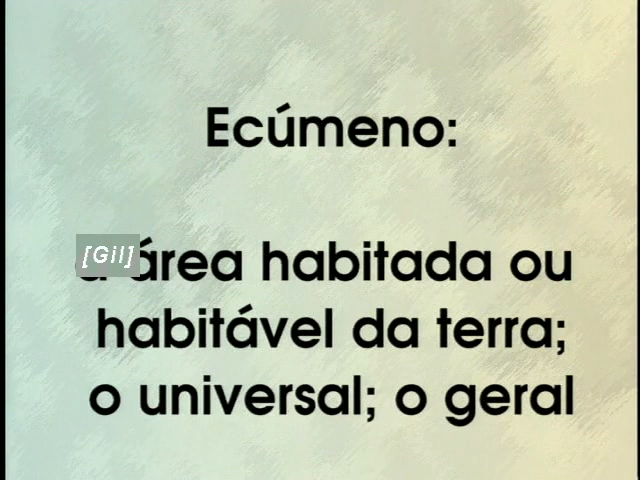 Ecúmeno:
[Gil]
a área habitada ou
habitável da terra;
o universal; o geral